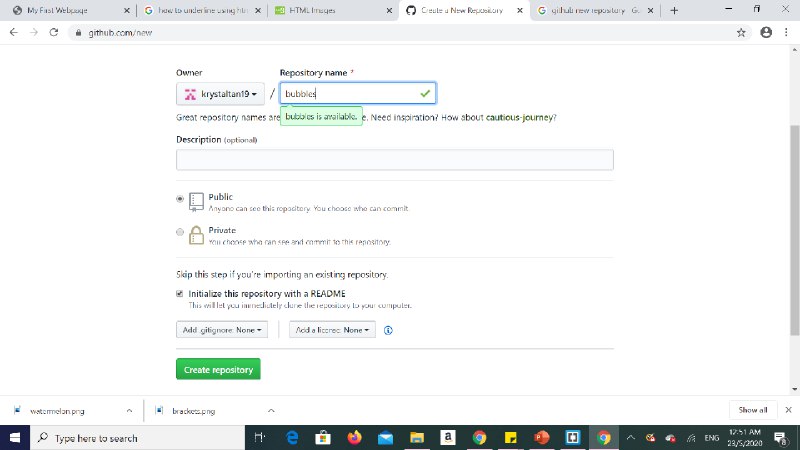 My First Webpage
how to underline using htm
HTML Images
Create a New Repository
github new repository - Go
github.com/new
Owner
Repository name *
krystaltan19
/
bubbles
Great repository names are
bubbles is available.
e. Need inspiration? How about cautious-journey?
Description (optional)
Public
Anyone can see this repository. You choose who can commit.
Private
You choose who can see and commit to this repository.
Skip this step if you're importing an existing repository.
Initialize this repository with a README
This will let you immediately clone the repository to your computer.
Add .gitignore: None
Add a license: None
Create repository
watermelon.png
brackets.png
Show all
Type here to search
ENG
12:51 AM
23/5/2020
8